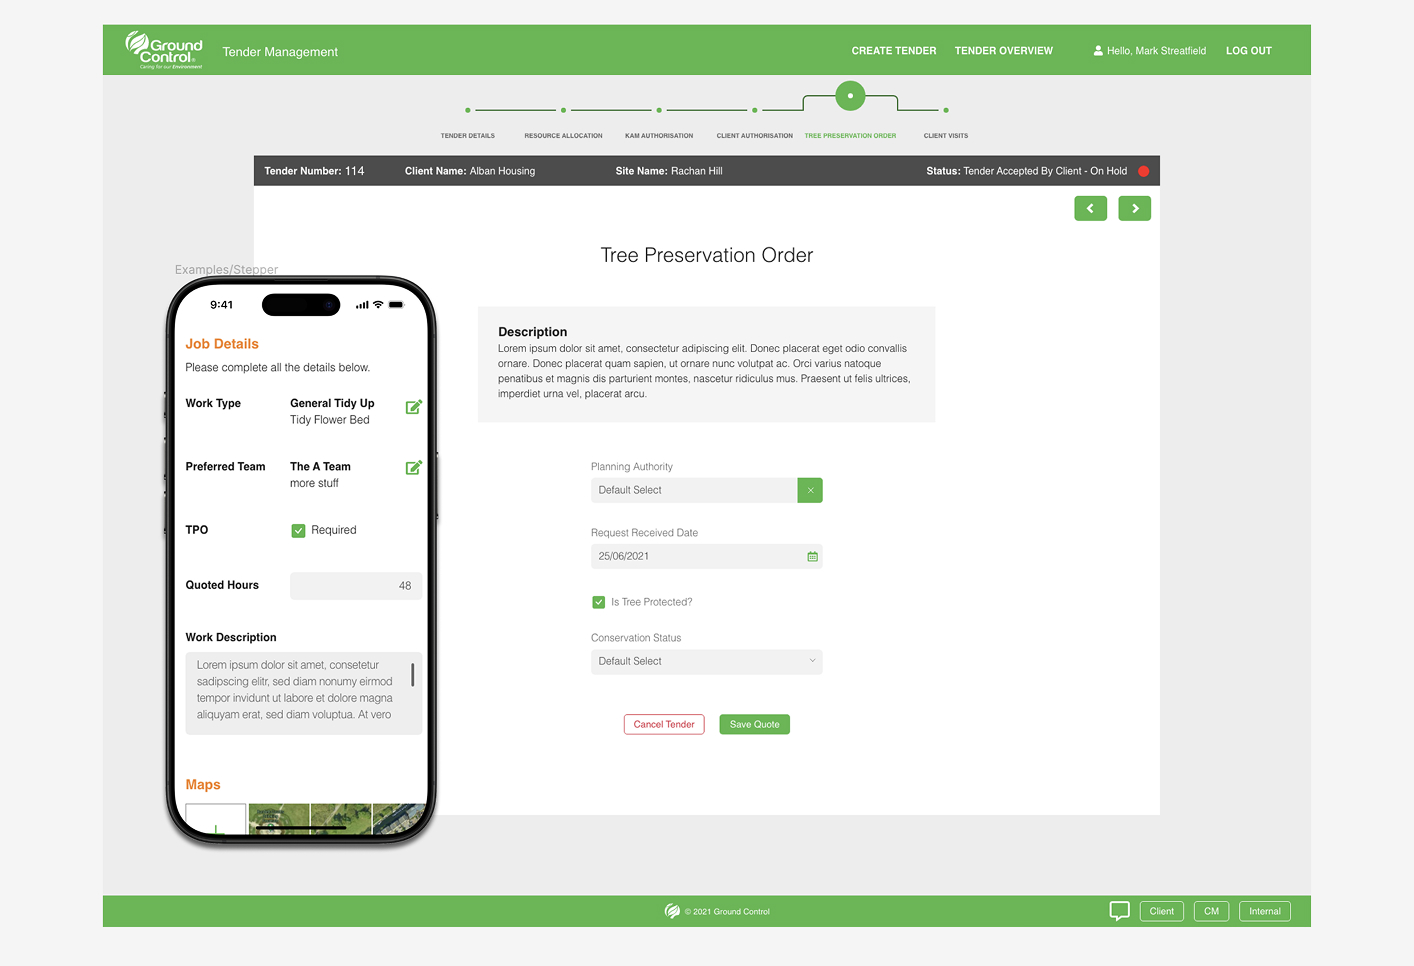 Ground
Control
Caring for our Environment
Tender Management
CREATE TENDER
TENDER OVERVIEW
Hello, Mark Streatfield
LOG OUT
TENDER DETAILS
RESOURCE ALLOCATION
KAM AUTHORISATION
CLIENT AUTHORISATION
TREE PRESERVATION ORDER
CLIENT VISITS
Tender Number: 114
Client Name: Alban Housing
Site Name: Rachan Hill
Status: Tender Accepted By Client - On Hold
Tree Preservation Order
Description
Lorem ipsum dolor sit amet, consectetur adipiscing elit. Donec placerat eget odio convallis
ornare. Donec placerat quam sapien, ut ornare nunc volutpat ac. Orci varius natoque
penatibus et magnis dis parturient montes, nascetur ridiculus mus. Praesent ut felis ultrices,
imperdiet urna vel, placerat arcu.
Planning Authority
Default Select
Request Received Date
25/06/2021
Is Tree Protected?
Conservation Status
Default Select
Cancel Tender
Save Quote
Examples/Stepper
9:41
Job Details
Please complete all the details below.
Work Type
General Tidy Up
Tidy Flower Bed
Preferred Team
The A Team
more stuff
TPO
Required
Quoted Hours
48
Work Description
Lorem ipsum dolor sit amet, consetetur
sadipscing elitr, sed diam nonumy eirmod
tempor invidunt ut labore et dolore magna
aliquyam erat, sed diam voluptua. At vero
Maps
© 2021 Ground Control
Client
CM
Internal